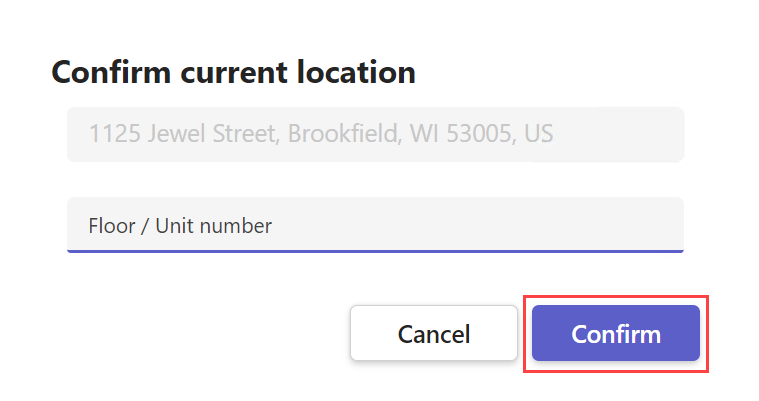 Confirm current location
1125 Jewel Street, Brookfield, WI 53005, US
Floor / Unit number
Cancel
Confirm